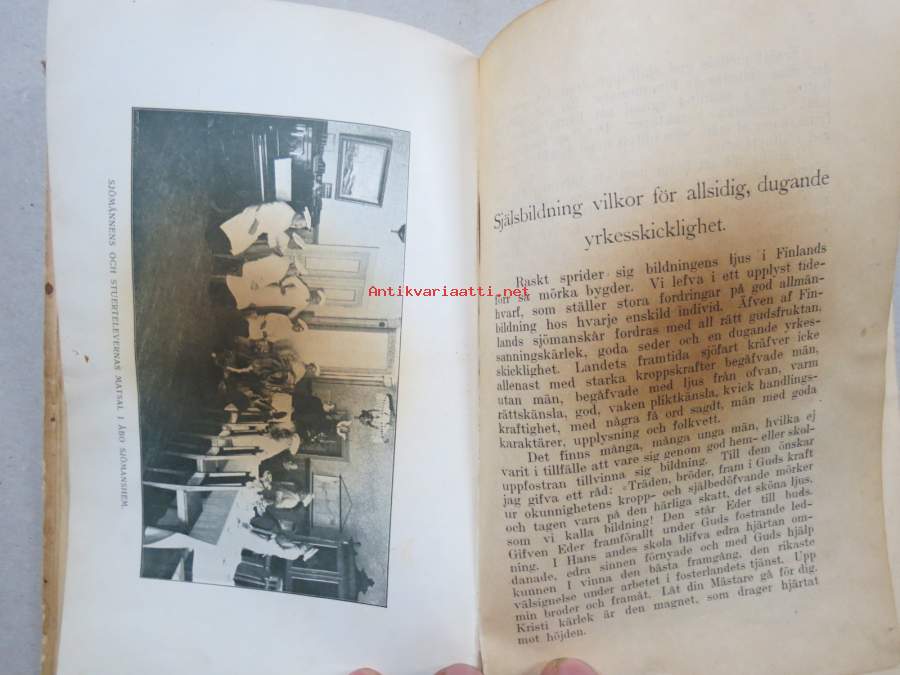 SJÖMÄNNENS OCH STUERTELEVERNAS MATSAL I ÅBO SJÖMANSHEM.
Antikvariaatti.net
Själsbildning vilkor för allsidig, dugande
yrkesskicklighet.
Raskt sprider sig bildningens ljus i Finlands
förr så mörka bygder. Vi lefva i ett upplyst tide-
hvarf, som ställer stora fordringar på god allmän-
bildning hos hvarje enskild individ. Äfven af Fin-
lands sjömanskår fordras med all rätt gudsfruktan,
sanningskärlek, goda seder och en dugande yrkes-
skicklighet. Landets framtida sjöfart kräfver icke
allenast med starka kroppskrafter begåfvade män,
utan män, begåfvade med ljus från ofvan, varm
rättskänsla, god, vaken pliktkänsla, kvick handlings-
kraftighet, med några få ord sagdt, män med goda
karaktärer, upplysning och folkvett.
Det finns många, många unga män, hvilka ej
varit i tillfälle att vare sig genom god hem- eller skol-
uppfostran tillvinna sig bildning. Till dem önskar
jag gifva ett råd: »Träden, bröder, fram i Guds kraft
ur okunnighetens kropp- och själbedöfvande mörker
och tagen vara på den härliga skatt, det sköna ljus,
som vi kalla bildning! Den står Eder till buds.
Gifven Eder framförallt under Guds fostrande led-
ning. I Hans andes skola blifva edra hjärtan om-
danade, edra sinnen förnyade och med Guds hjälp
kunnen I vinna den bästa framgång, den rikaste
välsignelse under arbetet i fosterlandets tjänst. Upp
min broder och framåt. Låt din Mästare gå för dig.
Kristi kärlek är den magnet, som drager hjärtat
mot höjden.